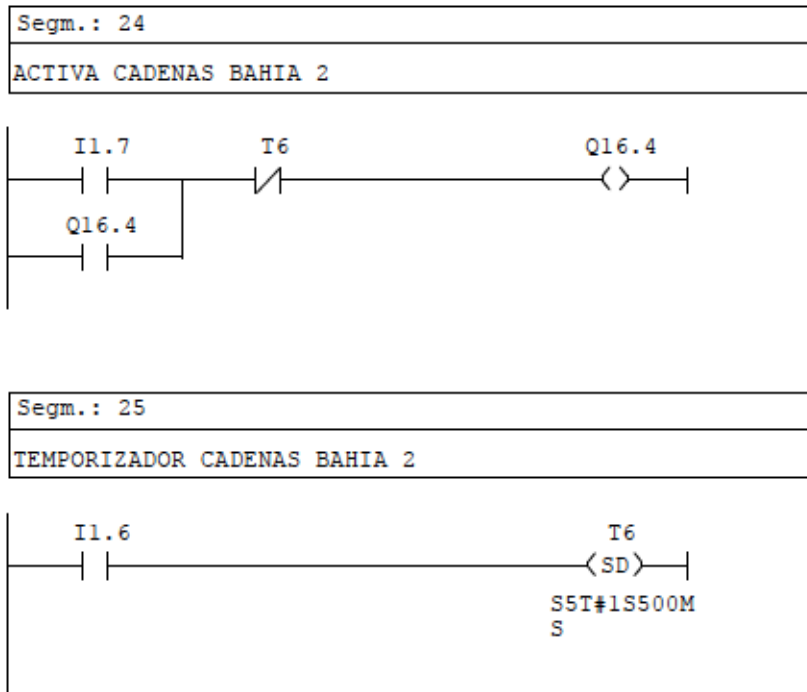 Segm.: 24
ACTIVA CADENAS BAHIA 2
I1.7 T6 Q16.4
Q16.4
Segm.: 25
TEMPORIZADOR CADENAS BAHIA 2
I1.6 T6
SD
S5T#1S500M
S